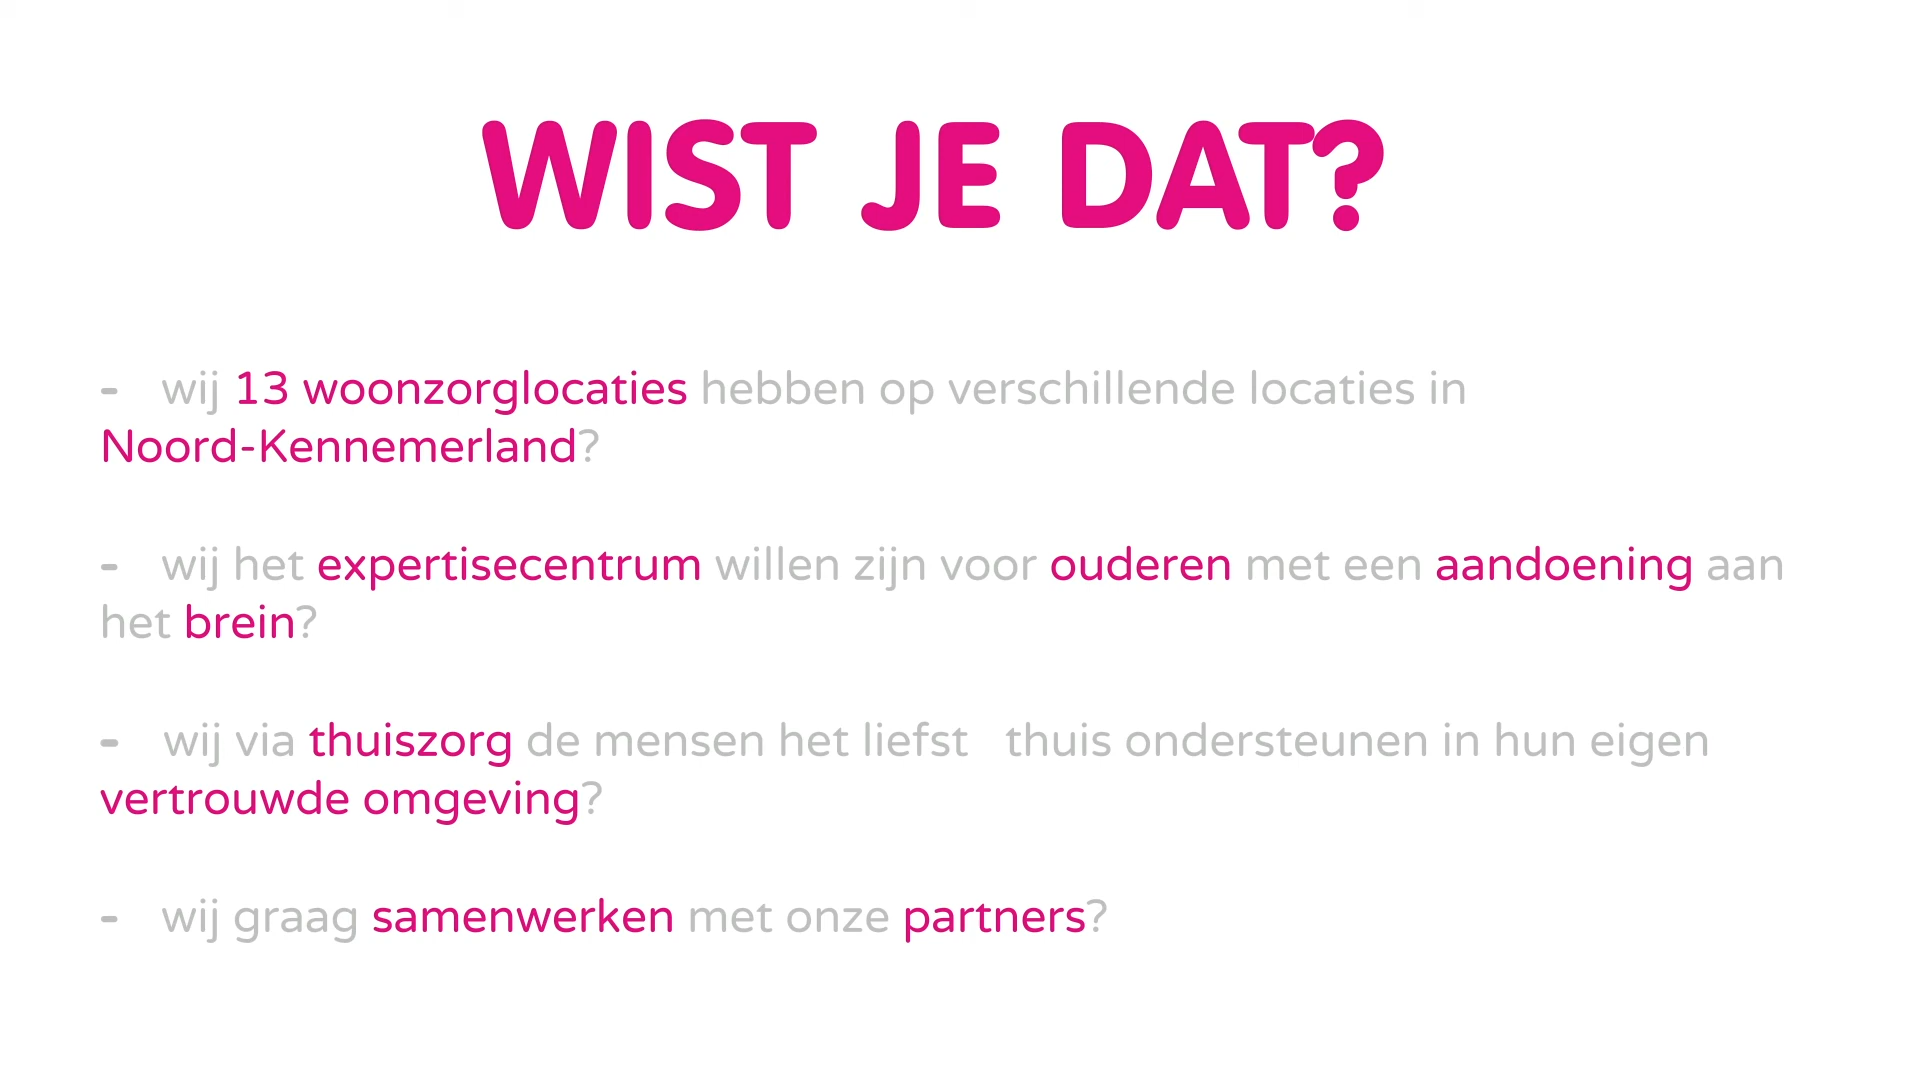 WIST JE DAT?
- wij 13 woonzorglocaties hebben op verschillende locaties in
Noord-Kennemerland?
- wij het expertisecentrum willen zijn voor ouderen met een aandoening aan
het brein?
- wij via thuiszorg de mensen het liefst thuis ondersteunen in hun eigen
vertrouwde omgeving?
- wij graag samenwerken met onze partners?